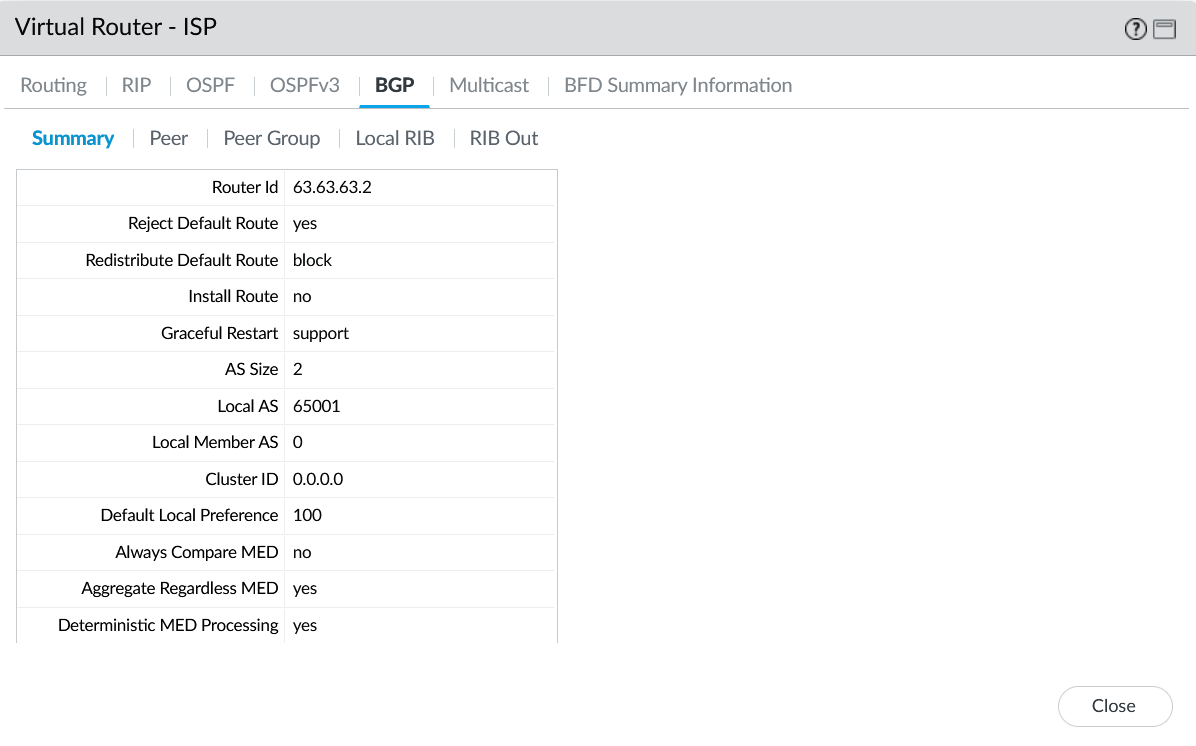 Virtual Router - ISP
Routing RIP OSPF OSPFv3 BGP Multicast BFD Summary Information
Summary Peer Peer Group Local RIB RIB Out
Router Id 63.63.63.2
Reject Default Route yes
Redistribute Default Route block
Install Route no
Graceful Restart support
AS Size 2
Local AS 65001
Local Member AS 0
Cluster ID 0.0.0.0
Default Local Preference 100
Always Compare MED no
Aggregate Regardless MED yes
Deterministic MED Processing yes
Close